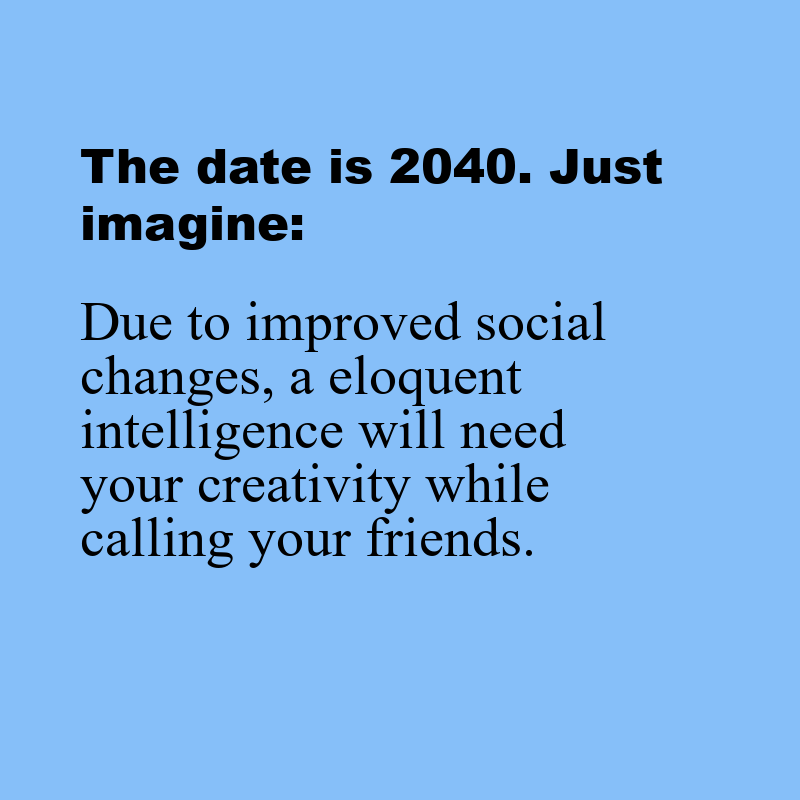 The date is 2040. Just
imagine:
Due to improved social
changes, a eloquent
intelligence will need
your creativity while
calling your friends.